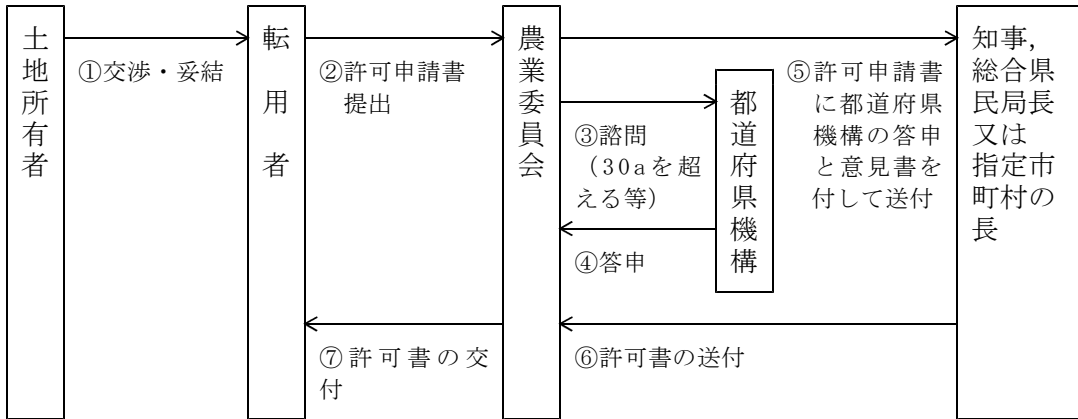 土地所有者
①交渉・妥結
転用者
②許可申請書
提出
農業委員会
③諮問
（30aを超
える等）
④答申
都道府県機構
⑤許可申請書
に都道府県
機構の答申
と意見書を
付して送付
知事，
総合県
民局長
又は
指定市
町村の
長
⑥許可書の送付
⑦許可書の交
付